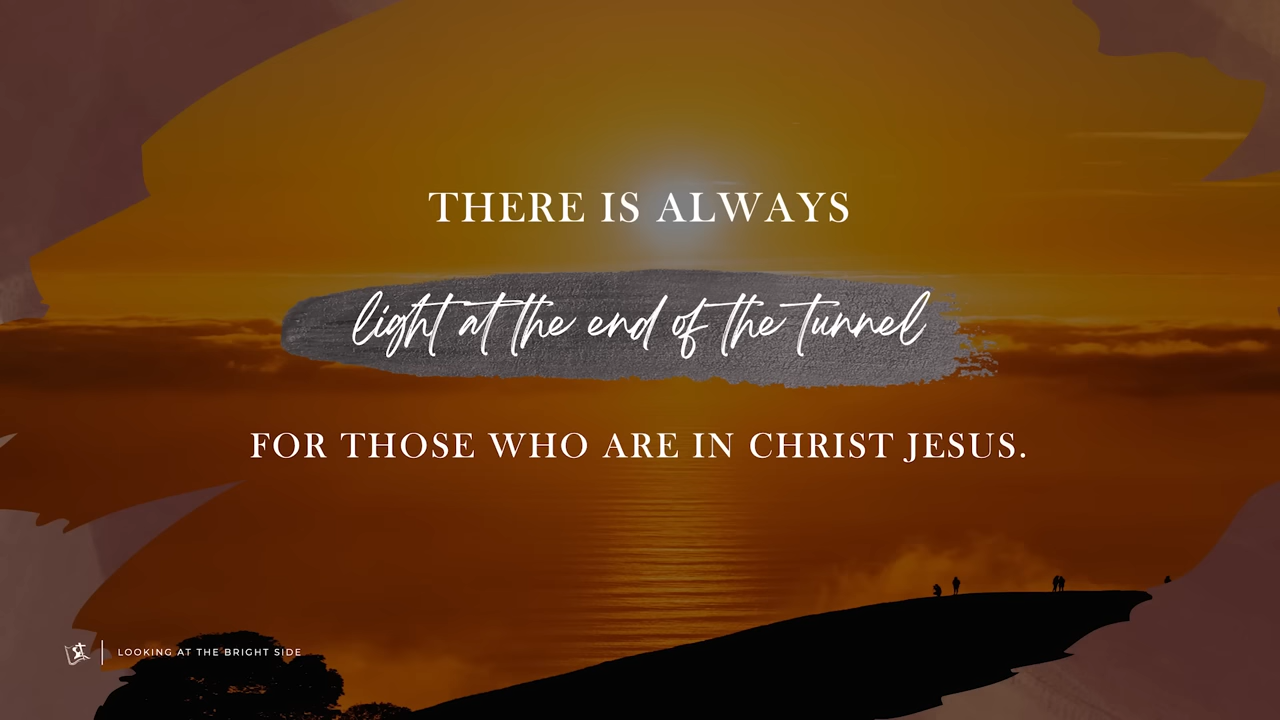 THERE IS ALWAYS
light at the end of the tunnel
FOR THOSE WHO ARE IN CHRIST JESUS.
LOOKING AT THE BRIGHT SIDE